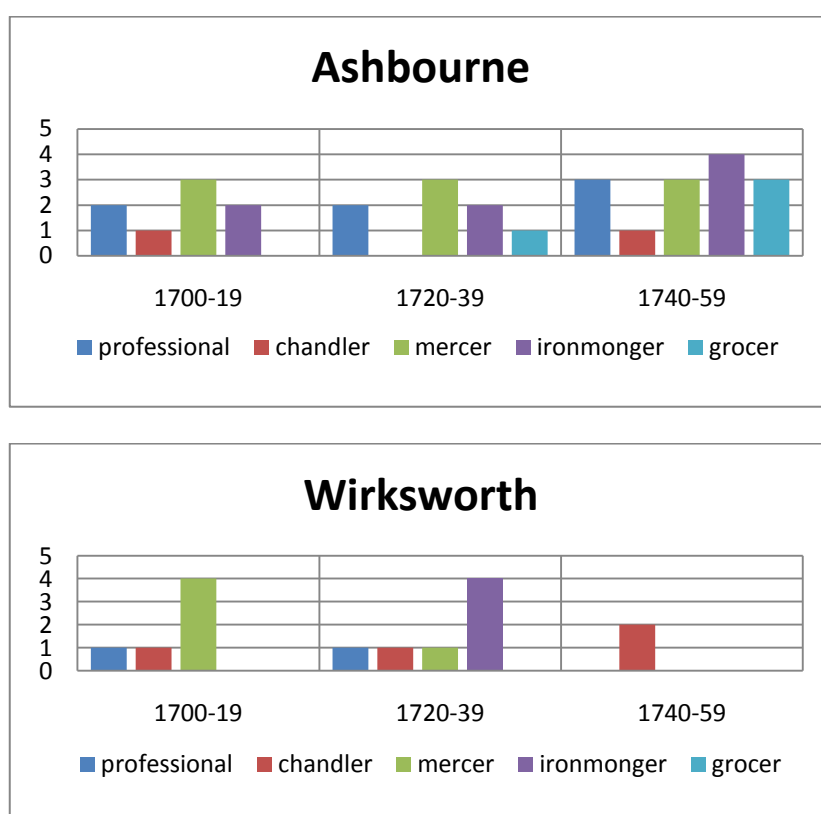 Ashbourne
5
4
3
2
1
0
1700-19 1720-39 1740-59
professional chandler mercer ironmonger grocer
Wirksworth
5
4
3
2
1
0
1700-19 1720-39 1740-59
professional chandler mercer ironmonger grocer